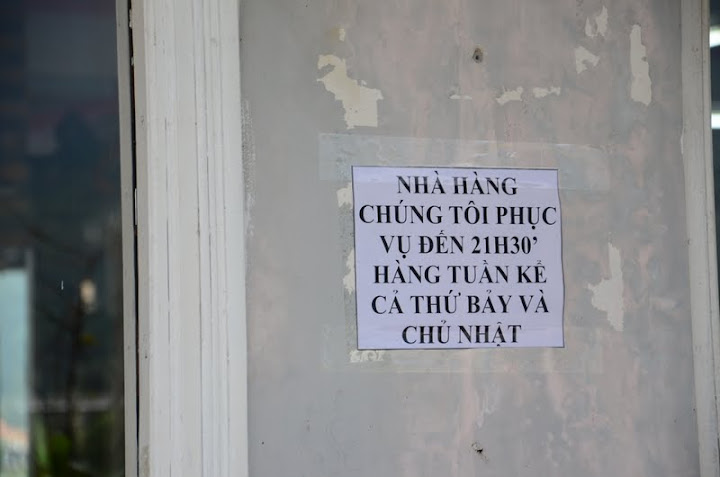 NHÀ HÀNG
CHÚNG TÔI PHỤC
VỤ ĐẾN 21H30’
HÀNG TUẦN KỂ
CẢ THỨ BẢY VÀ
CHỦ NHẬT